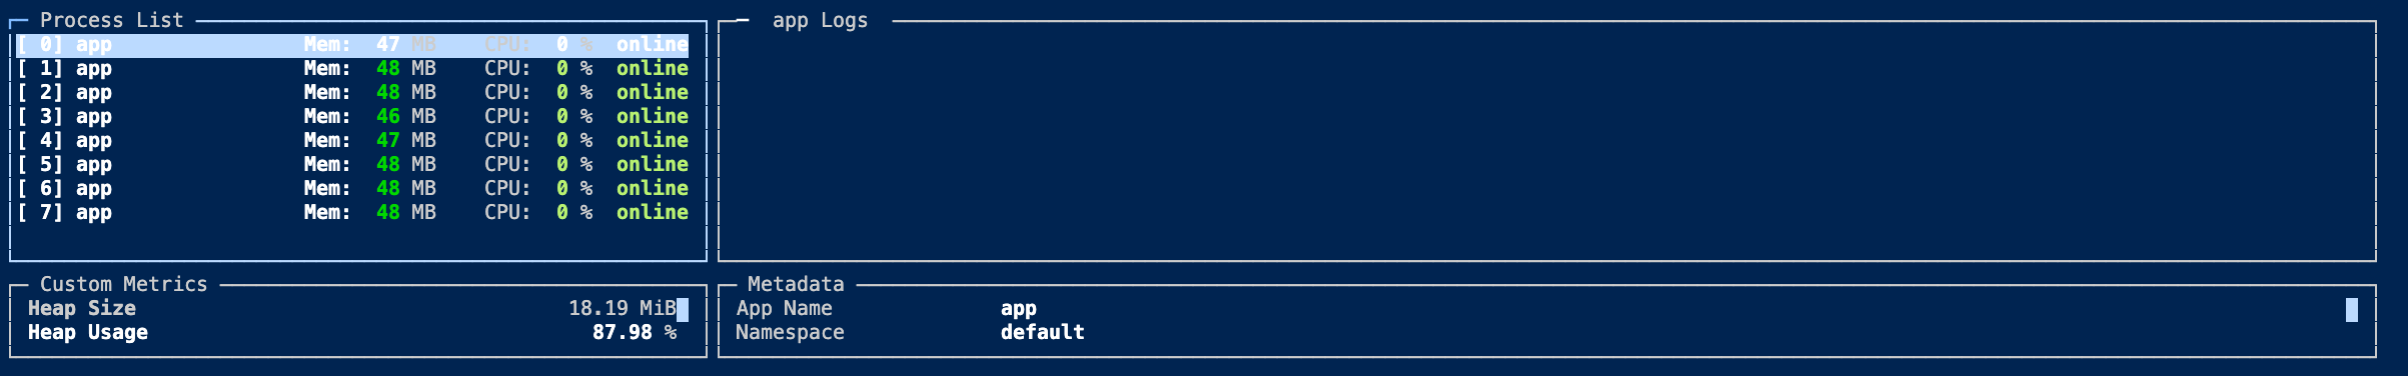 Process List
[ 0] app Mem: 47 MB CPU: 0 % online
[ 1] app Mem: 48 MB CPU: 0 % online
[ 2] app Mem: 48 MB CPU: 0 % online
[ 3] app Mem: 46 MB CPU: 0 % online
[ 4] app Mem: 47 MB CPU: 0 % online
[ 5] app Mem: 48 MB CPU: 0 % online
[ 6] app Mem: 48 MB CPU: 0 % online
[ 7] app Mem: 48 MB CPU: 0 % online
app Logs
Custom Metrics
Heap Size 18.19 MiB
Heap Usage 87.98 %
Metadata
App Name app
Namespace default